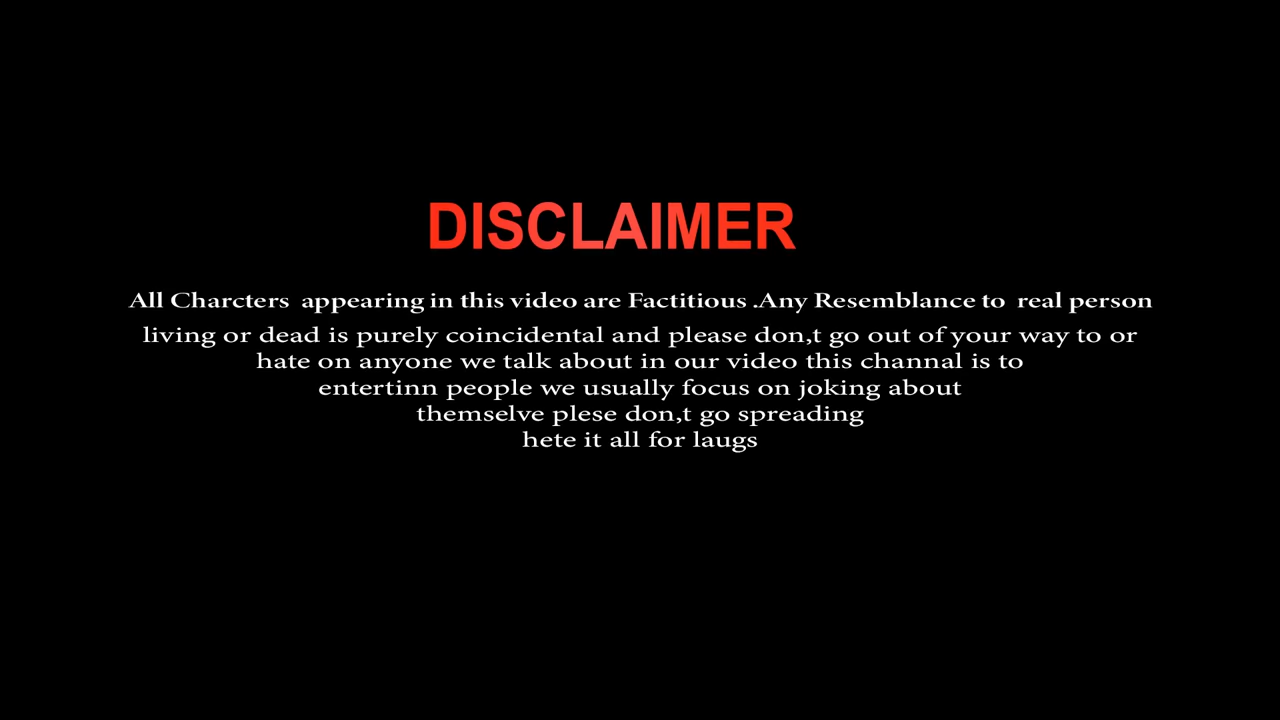 DISCLAIMER
All Charcters appearing in this video are Factitious .Any Resemblance to real person
living or dead is purely coincidental and please don,t go out of your way to or
hate on anyone we talk about in our video this channal is to
entertinn people we usually focus on joking about
themselve plese don,t go spreading
hete it all for laugs